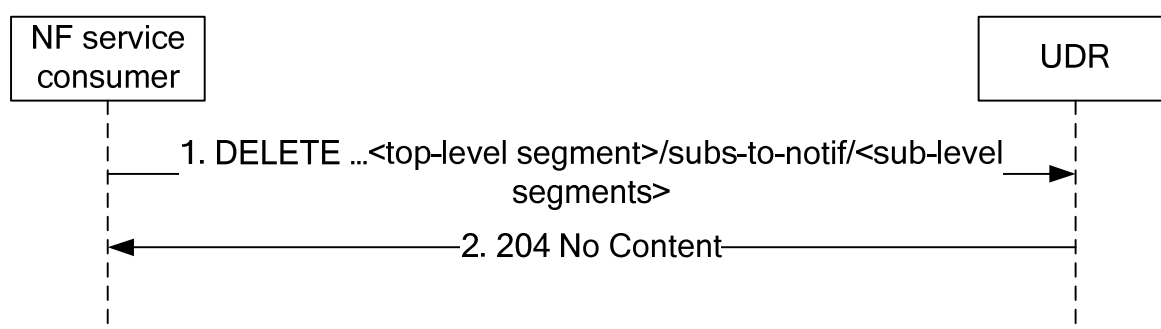 NF service
consumer
UDR
1. DELETE ...<top-level segment>/subs-to-notif/<sub-level
segments>
2. 204 No Content